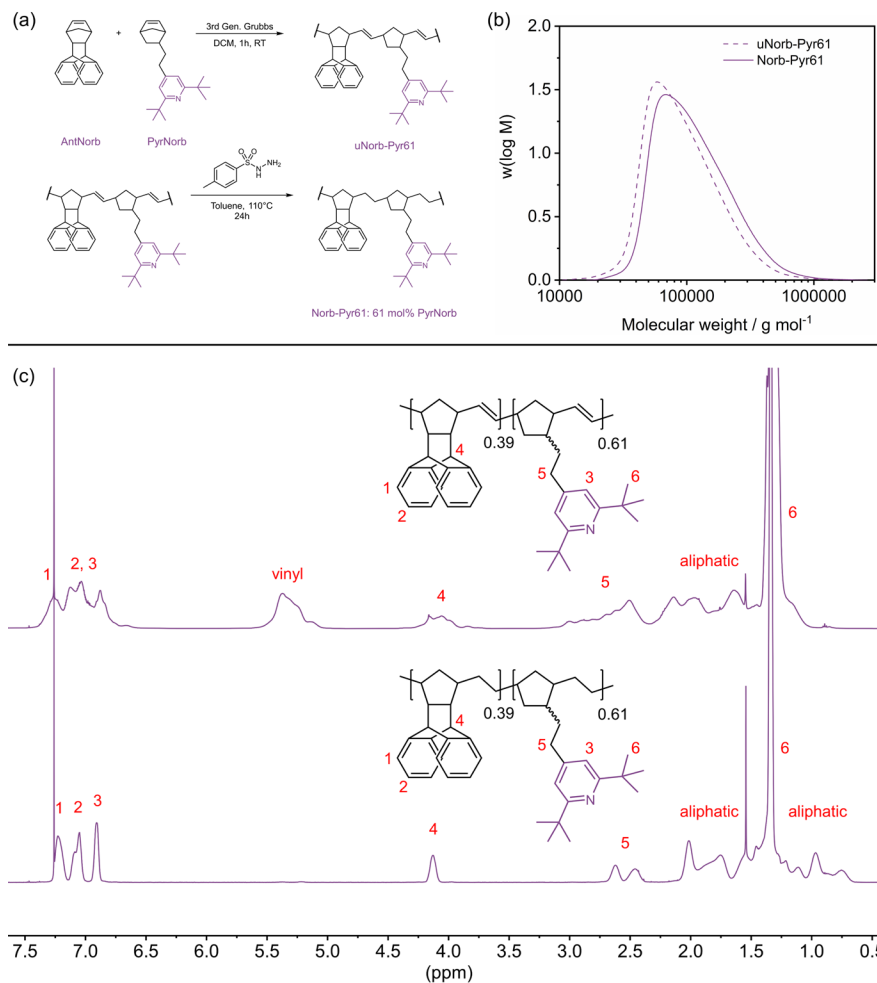 (a)
3rd Gen. Grubbs
+
DCM, 1h, RT
N
N
AntNorb
PyrNorb
uNorb-Pyr61
O O
S
NH2
N
H
Toluene, 110°C
24h
N
N
Norb-Pyr61: 61 mol% PyrNorb
(b)
uNorb-Pyr61
Norb-Pyr61
w(log M)
2.0
1.5
1.0
0.5
0.0
10000
100000
1000000
Molecular weight / g mol⁻¹
(c)
0.39
0.61
4
1
2
5
3
6
N
1
2, 3
vinyl
4
5
aliphatic
6
0.39
0.61
4
1
2
5
3
6
N
1
2
3
4
5
aliphatic
6
aliphatic
7.5 7.0 6.5 6.0 5.5 5.0 4.5 4.0 3.5 3.0 2.5 2.0 1.5 1.0 0.5
(ppm)